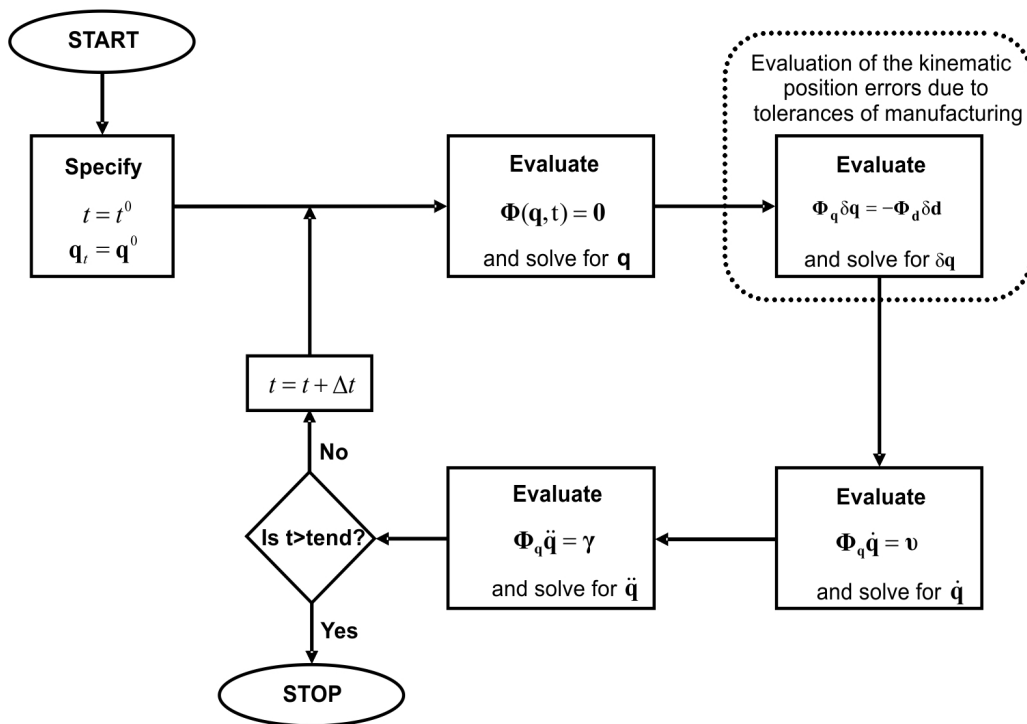 START
Specify
t = t⁰
𝐪ₜ = 𝐪⁰
Evaluate
𝚽(𝐪, t) = 𝟎
and solve for 𝐪
Evaluation of the kinematic
position errors due to
tolerances of manufacturing
Evaluate
𝚽_𝐪 δ𝐪 = −𝚽_𝐝 δ𝐝
and solve for δ𝐪
Evaluate
𝚽_𝐪 𝐪̇ = 𝛖
and solve for 𝐪̇
Evaluate
𝚽_𝐪 𝐪̈ = 𝛄
and solve for 𝐪̈
Is t>tend?
No
t = t + Δt
Yes
STOP